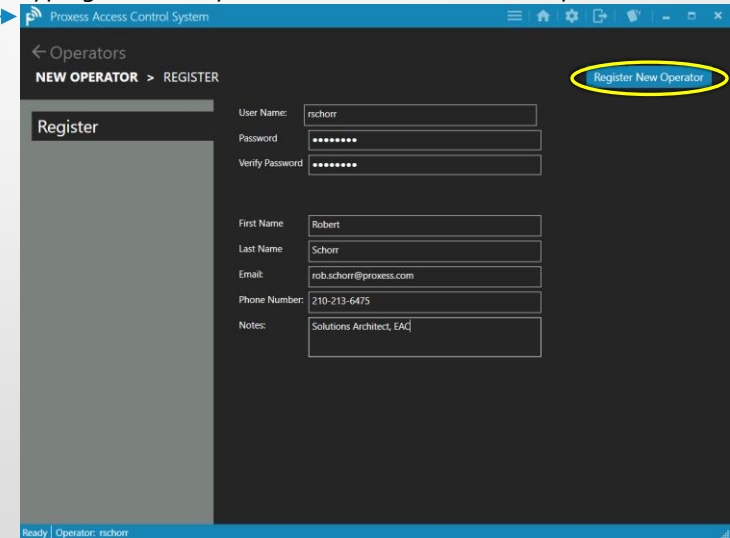 Proxess Access Control System
Operators
NEW OPERATOR > REGISTER
Register New Operator
Register
User Name: rschorr
Password ••••••••
Verify Password ••••••••
First Name Robert
Last Name Schorr
Email: rob.schorr@proxess.com
Phone Number: 210-213-6475
Notes: Solutions Architect, EAC
Ready Operator: rschorr